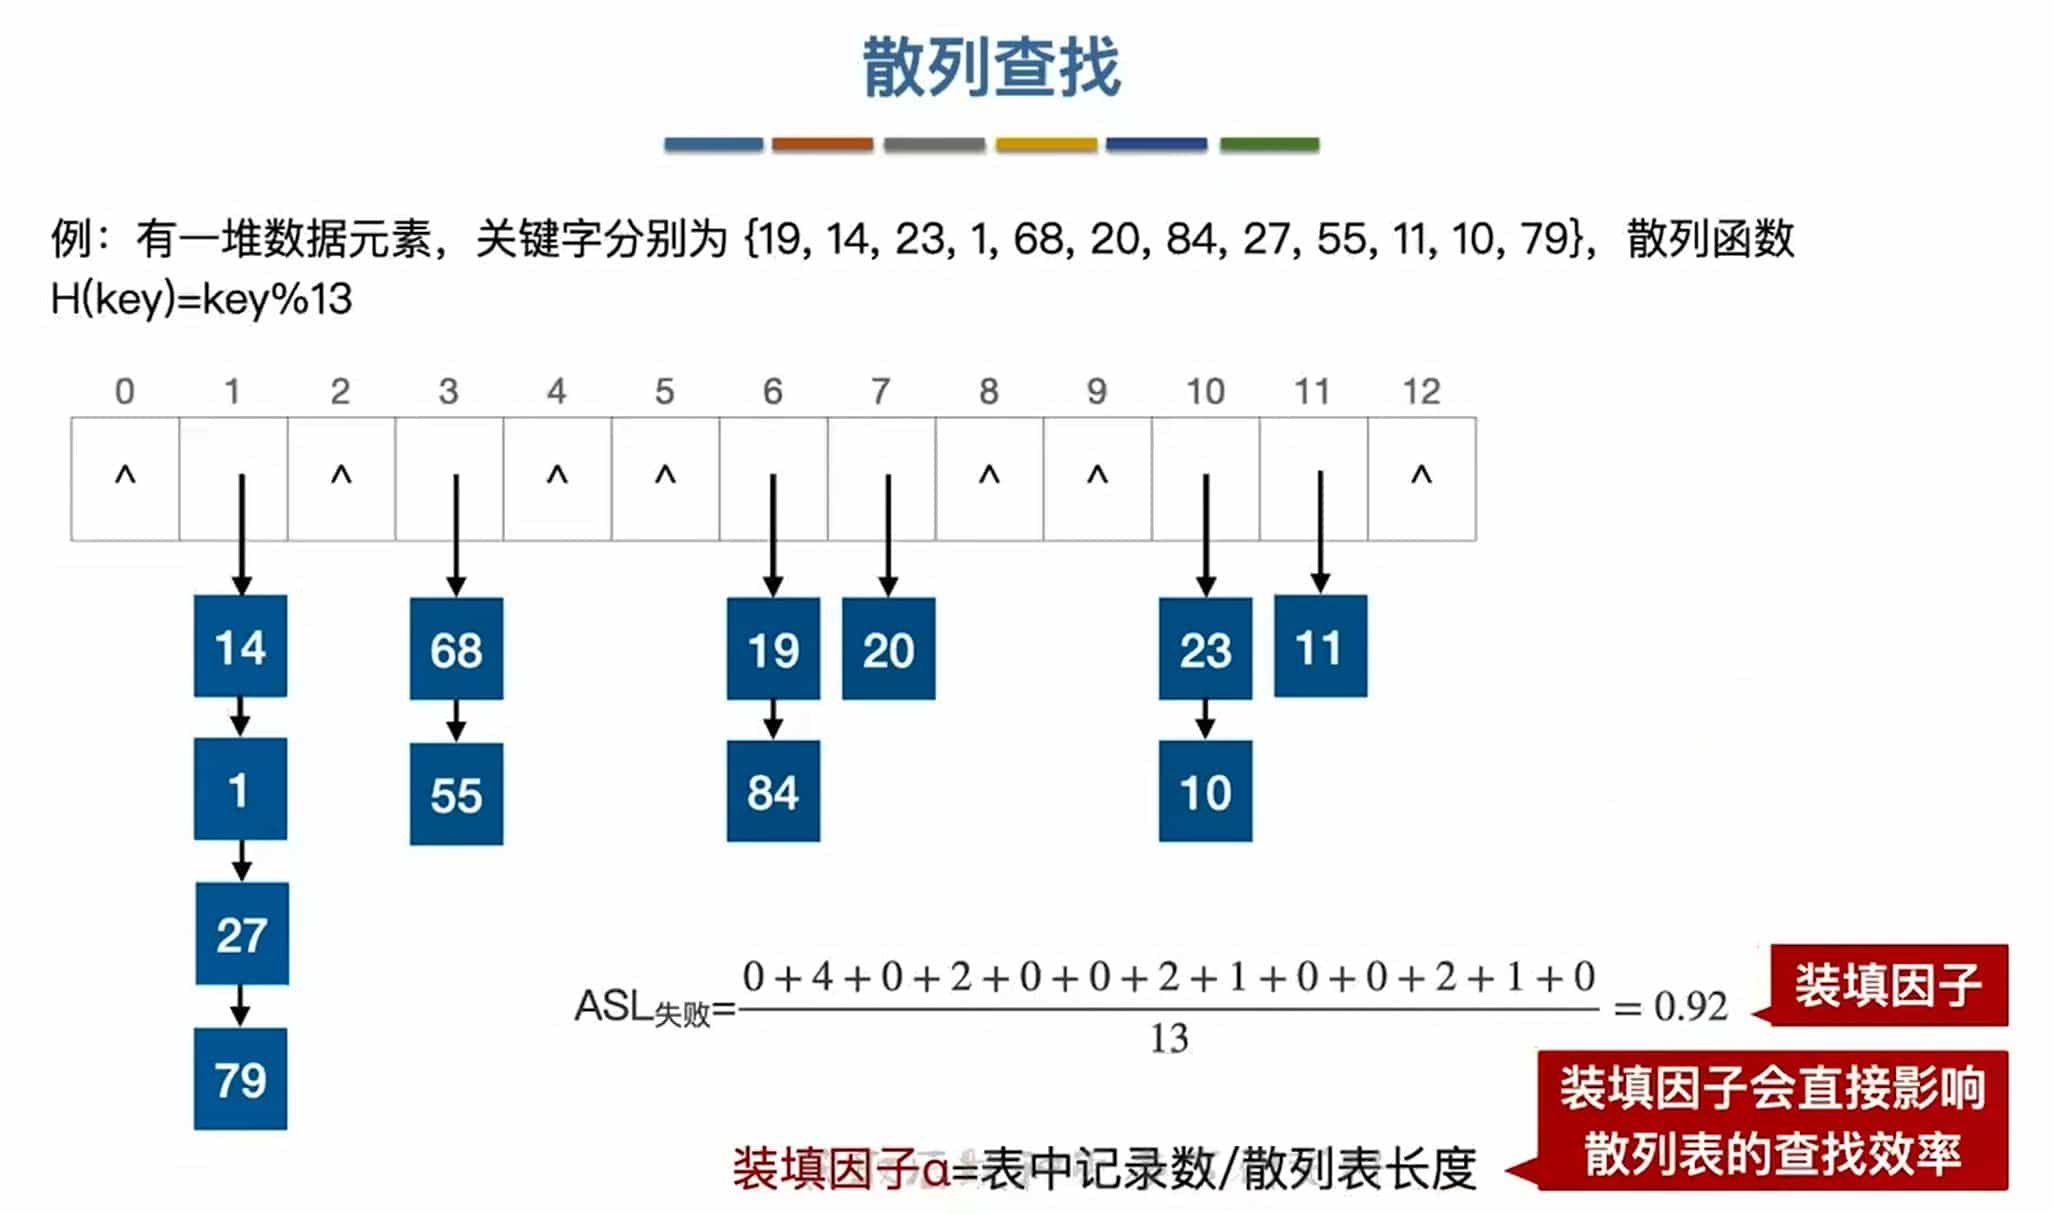 散列查找
例：有一堆数据元素，关键字分别为 {19, 14, 23, 1, 68, 20, 84, 27, 55, 11, 10, 79}，散列函数
H(key)=key%13
0 1 2 3 4 5 6 7 8 9 10 11 12
^ ^ ^ ^ ^ ^ ^
14 68 19 20 23 11
1 55 84 10
27
79
ASL失败= 0 + 4 + 0 + 2 + 0 + 0 + 2 + 1 + 0 + 0 + 2 + 1 + 0 = 0.92
13
装填因子
装填因子会直接影响
散列表的查找效率
装填因子α=表中记录数/散列表长度